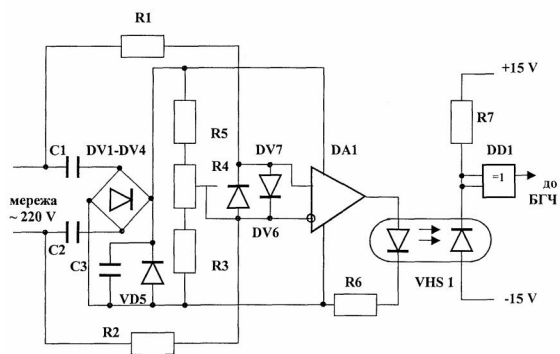 R1
+15 V
R5
R7
C1
DV1-DV4
R4
DV7
DA1
DD1
=1
до
БГЧ
мережа
~ 220 V
C2
DV6
C3
VD5
R3
R6
VHS 1
-15 V
R2